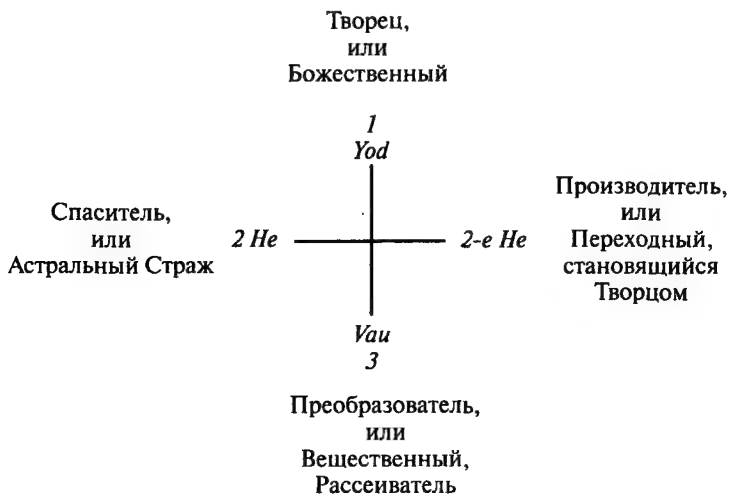 Творец,
или
Божественный
1
Yod
Спаситель,
или
Астральный Страж
2 He
2-е He
Производитель,
или
Переходный,
становящийся
Творцом
Vau
3
Преобразователь,
или
Вещественный,
Рассеиватель